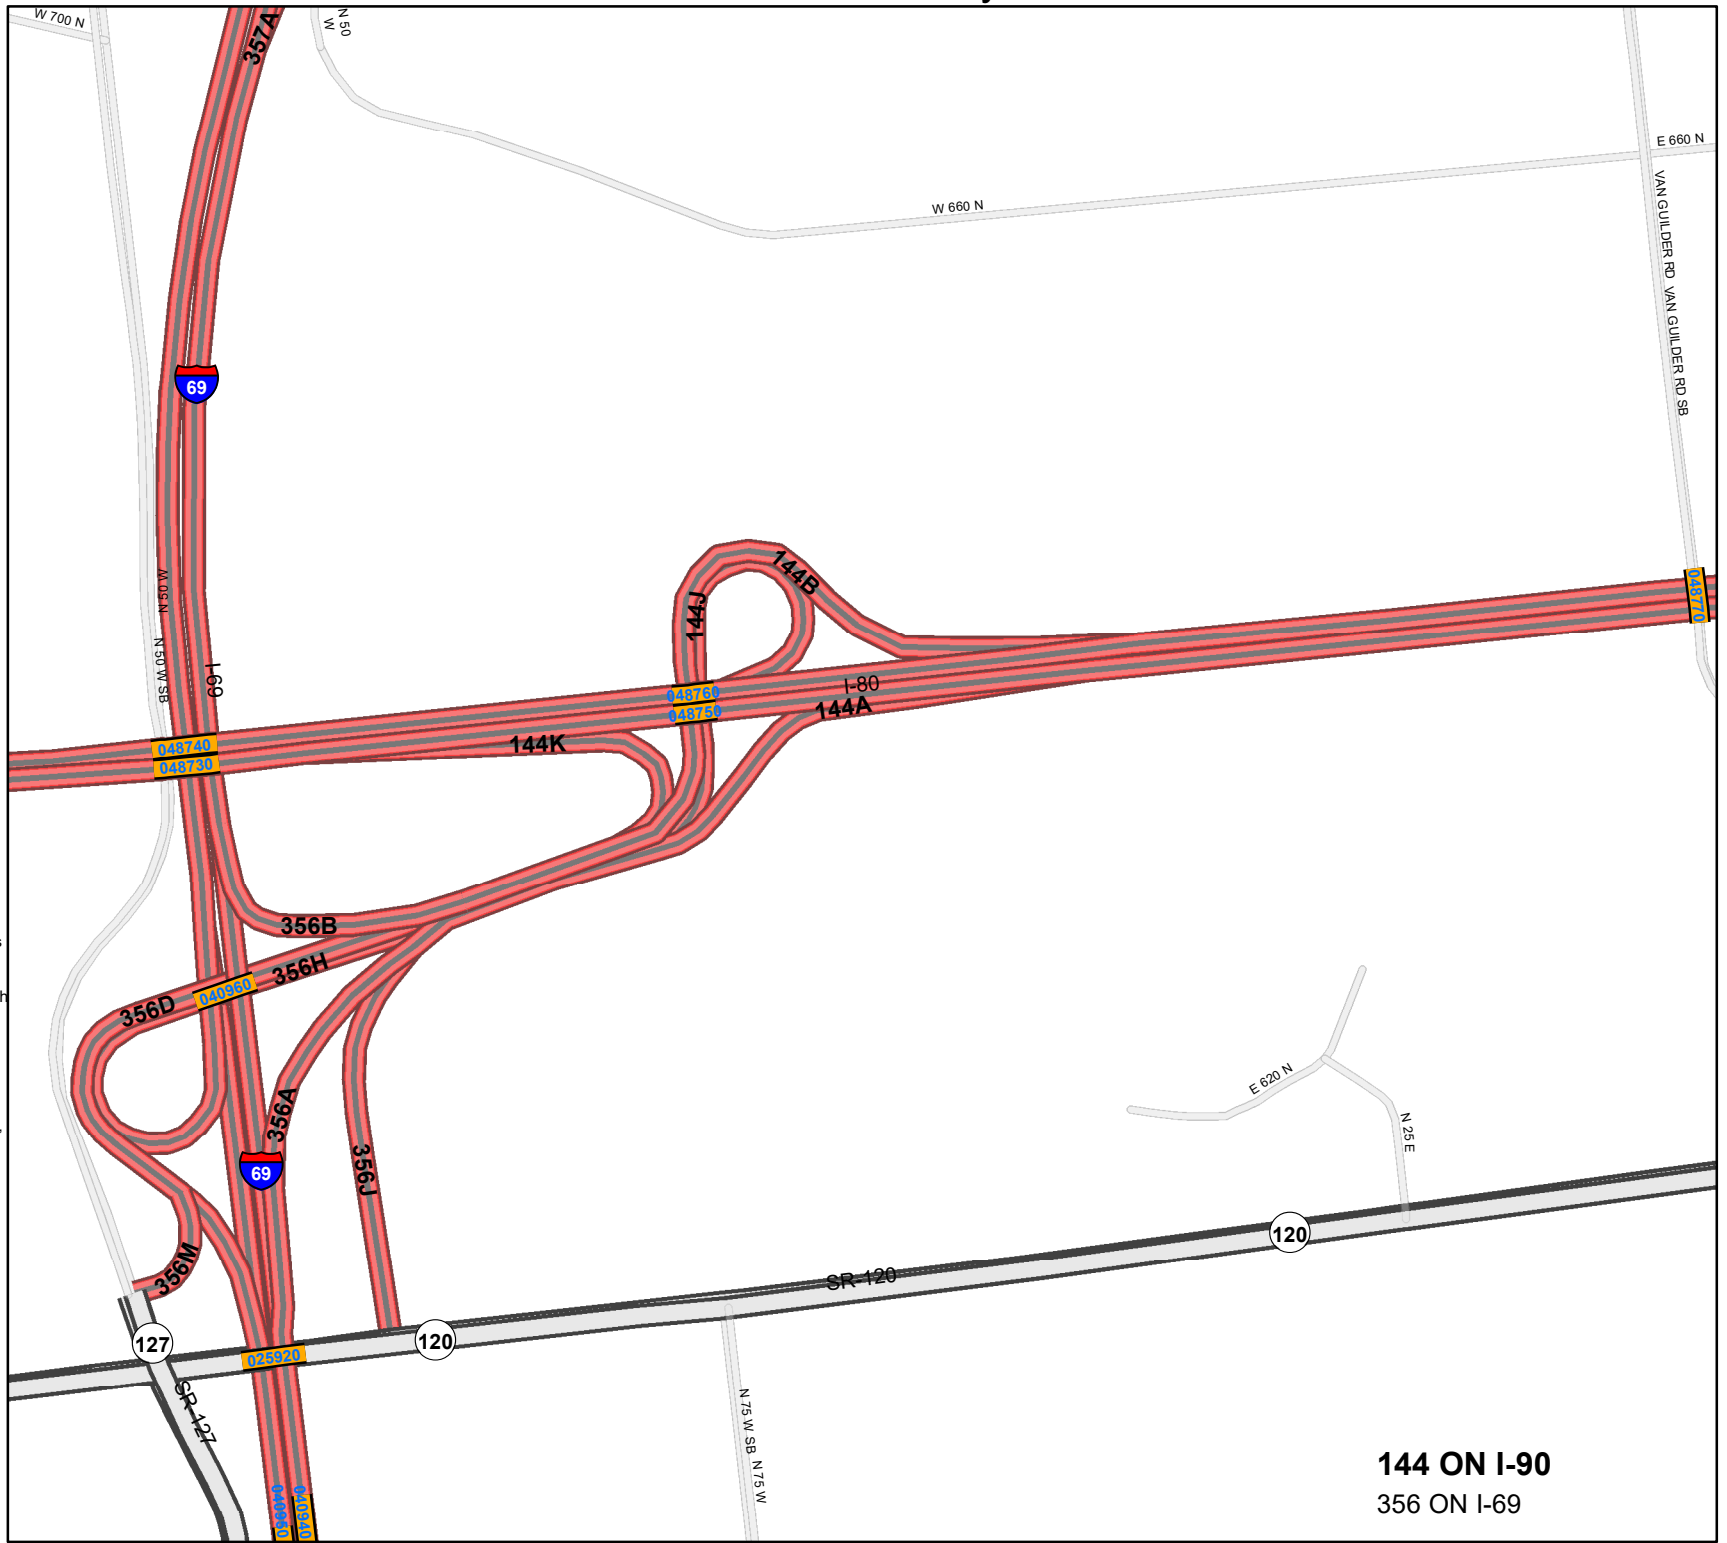 W 700 N
357A
N 50
W
E 660 N
W 660 N
VAN GUILDER RD VAN GUILDER RD SB
69
N 50 W
N 50 W SB
I-69
144B
144J
048770
048760
048750
I-80
144A
144K
048740
048730
356B
356H
040960
356D
356A
356J
69
E 620 N
N 25 E
356M
120
SR-120
127
120
025920
SR-127
N 75 W SB N 75 W
040940
144 ON I-90
356 ON I-69